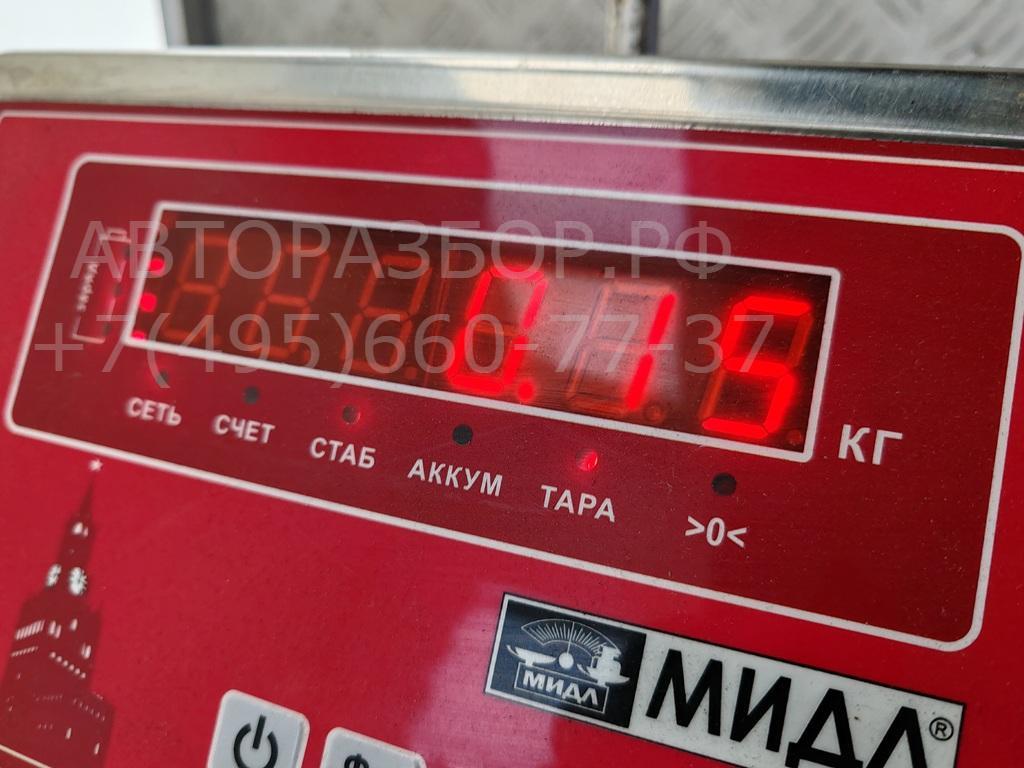 АВТОРАЗБОР.РФ
+7(495)660-77-37
0.15
КГ
СЕТЬ СЧЕТ СТАБ АККУМ ТАРА >0<
МИДЛ МИДЛ®